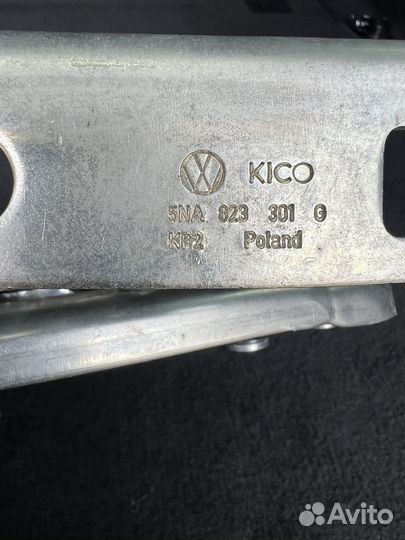 KICO
5NA 823 301 G
KP2 Poland
Avito